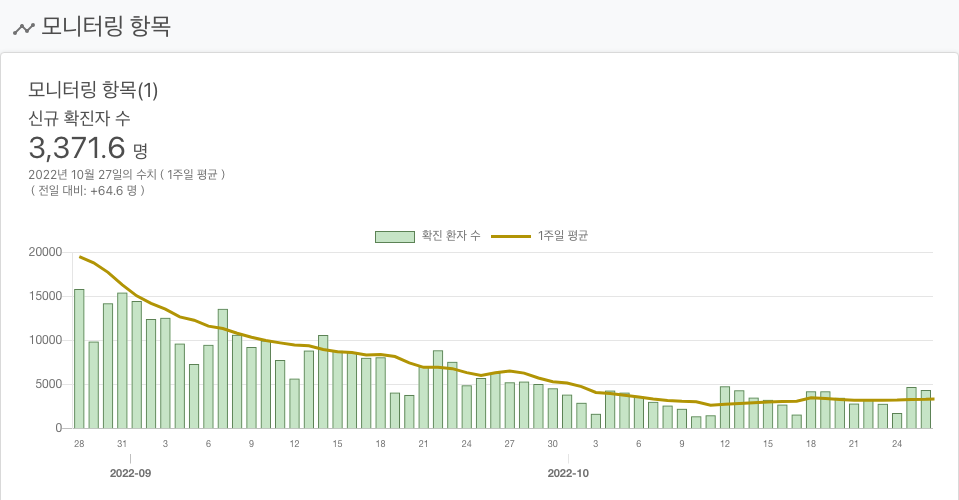 모니터링 항목
모니터링 항목(1)
신규 확진자 수
3,371.6 명
2022년 10월 27일의 수치 ( 1주일 평균 )
( 전일 대비: +64.6 명 )
확진 환자 수 1주일 평균
20000
15000
10000
5000
0
28 31 3 6 9 12 15 18 21 24 27 30 3 6 9 12 15 18 21 24
2022-09 2022-10